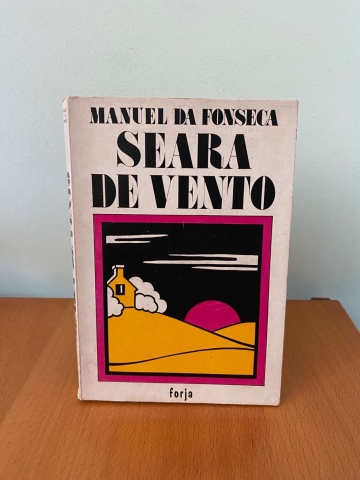 MANUEL DA FONSECA
SEARA
DE VENTO
forja